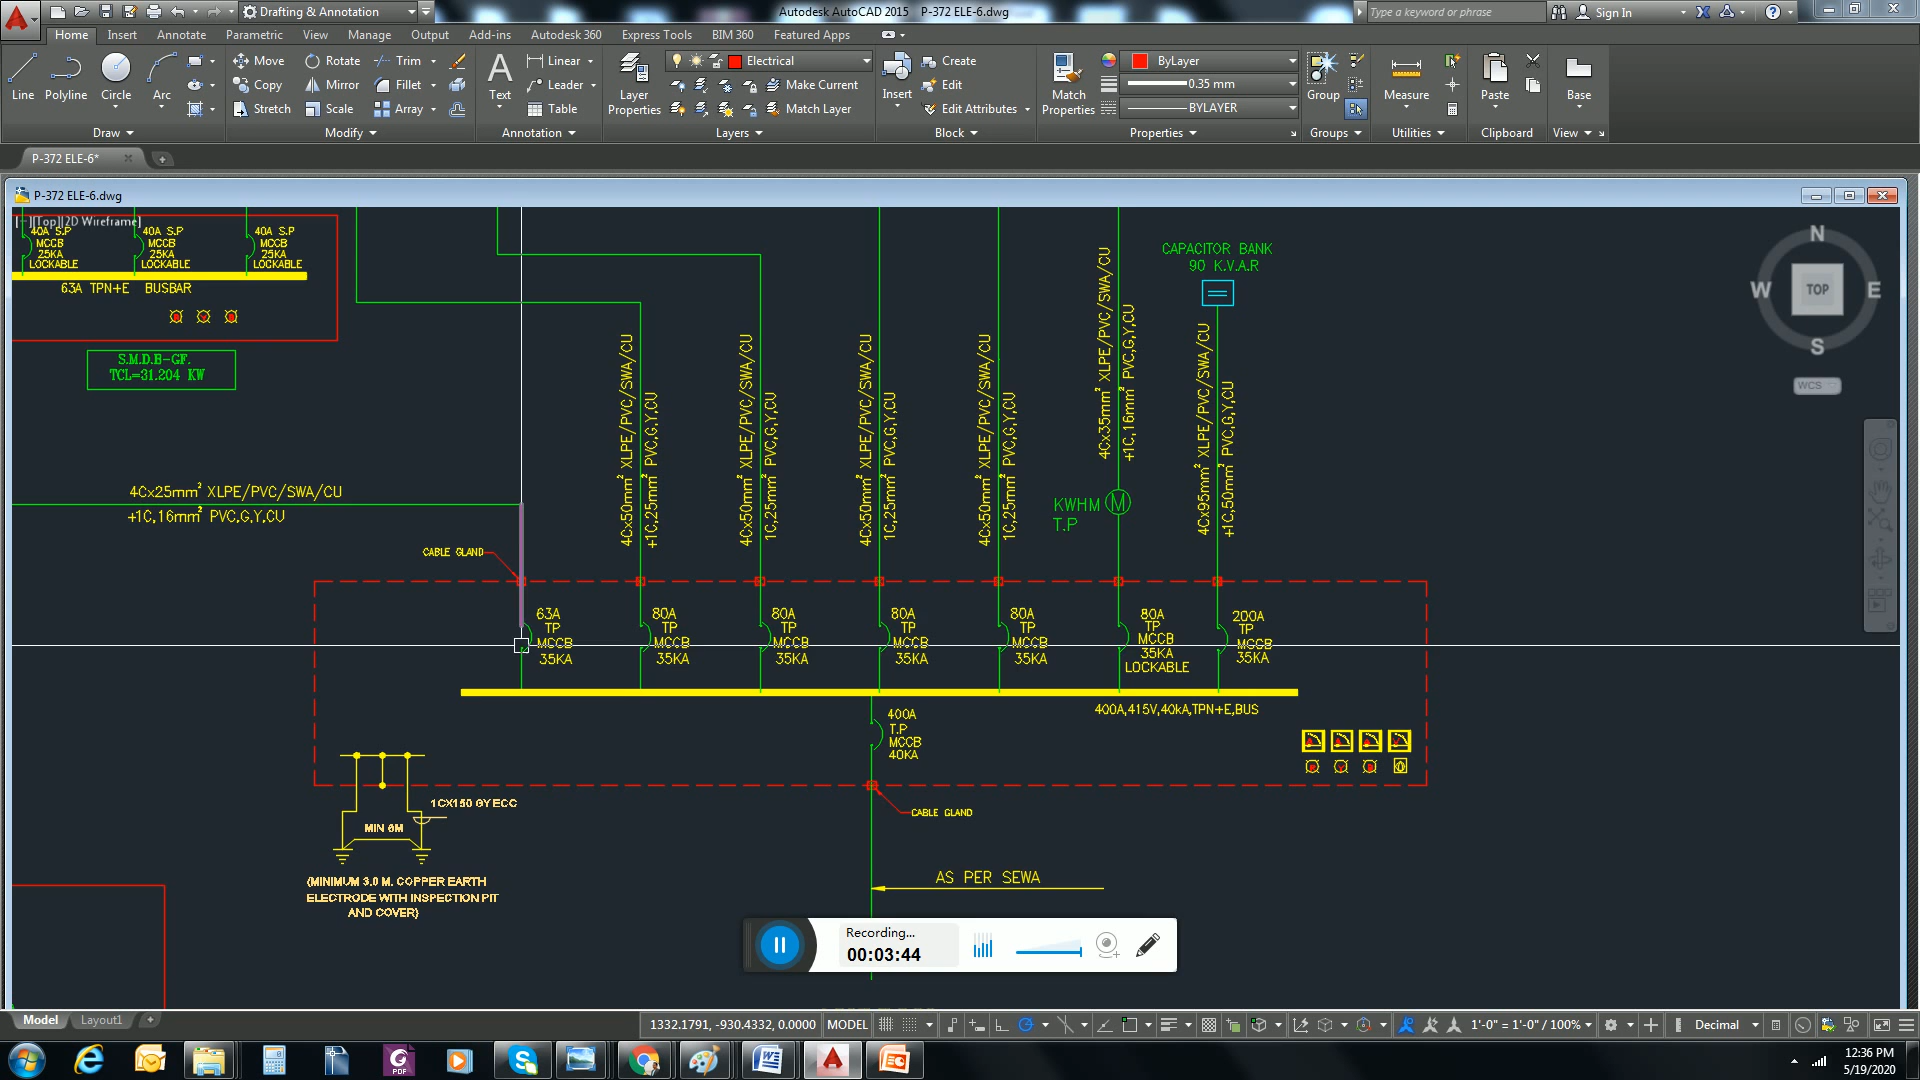 Drafting & Annotation
Autodesk AutoCAD 2015 P-372 ELE-6.dwg
Type a keyword or phrase
Sign In
Home Insert Annotate Parametric View Manage Output Add-ins Autodesk 360 Express Tools BIM 360 Featured Apps
Line Polyline Circle Arc
Move Rotate Trim
Copy Mirror Fillet
Stretch Scale Array
Text
Linear
Leader
Table
Layer Properties
Electrical
Make Current
Match Layer
Insert
Create
Edit
Edit Attributes
Match Properties
ByLayer
0.35 mm
BYLAYER
Group
Measure
Paste
Base
Draw Modify Annotation Layers Block Properties Groups Utilities Clipboard View
P-372 ELE-6*
P-372 ELE-6.dwg
[-][Top][2D Wireframe]
40A S.P
MCCB
25KA
LOCKABLE
40A S.P
MCCB
25KA
LOCKABLE
40A S.P
MCCB
25KA
LOCKABLE
63A TPN+E BUSBAR
S.M.D.B-GF.
TCL=31.204 KW
4Cx25mm² XLPE/PVC/SWA/CU
+1C,16mm² PVC,G,Y,CU
CABLE GLAND
4Cx50mm² XLPE/PVC/SWA/CU
+1C,25mm² PVC,G,Y,CU
4Cx50mm² XLPE/PVC/SWA/CU
1C,25mm² PVC,G,Y,CU
4Cx50mm² XLPE/PVC/SWA/CU
1C,25mm² PVC,G,Y,CU
4Cx50mm² XLPE/PVC/SWA/CU
1C,25mm² PVC,G,Y,CU
4Cx35mm² XLPE/PVC/SWA/CU
+1C,16mm² PVC,G,Y,CU
CAPACITOR BANK
90 K.V.A.R
4Cx95mm² XLPE/PVC/SWA/CU
+1C,50mm² PVC,G,Y,CU
KWHM M
T.P
N
W TOP E
S
WCS
63A
TP
MCCB
35KA
80A
TP
MCCB
35KA
80A
TP
MCCB
35KA
80A
TP
MCCB
35KA
80A
TP
MCCB
35KA
80A
TP
MCCB
35KA
LOCKABLE
200A
TP
MCCB
35KA
400A,415V,40kA,TPN+E,BUS
400A
T.P
MCCB
40KA
CABLE GLAND
1CX150 GY ECC
MIN 6M
(MINIMUM 3.0 M. COPPER EARTH
ELECTRODE WITH INSPECTION PIT
AND COVER)
AS PER SEWA
Recording...
00:03:44
Model Layout1
1332.1791, -930.4332, 0.0000 MODEL
1'-0" = 1'-0" / 100%
Decimal
PDF
12:36 PM
5/19/2020